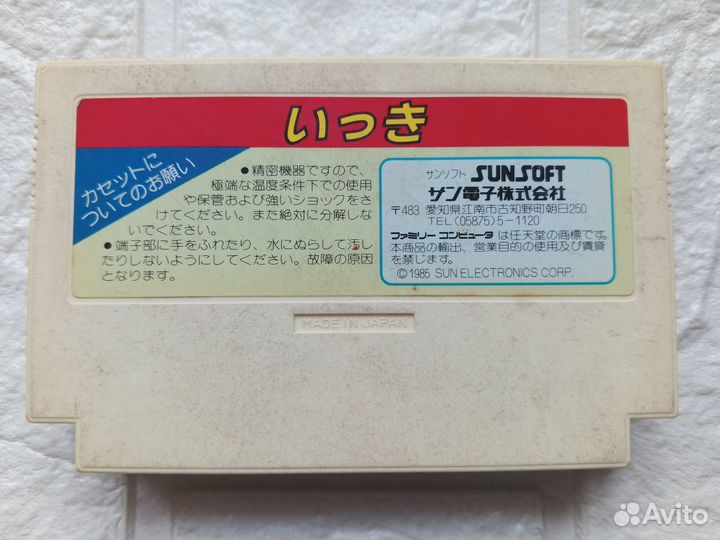 いっき
カセットに
ついてのお願い
●精密機器ですので、
極端な温度条件下での使用
や保管および強いショックをさ
けてください。また絶対に分解しな
いでください。
●端子部に手をふれたり、水にぬらして汚し
たりしないようにしてください。故障の原因
となります。
サンソフト SUNSOFT
サン電子株式会社
〒483 愛知県江南市古知野町朝日250
TEL(05875)5-1120
ファミリーコンピュータ は任天堂の商標です。
本商品の輸出、営業目的の使用及び賃貸
を禁じます。
©1985 SUN ELECTRONICS CORP.
MADE IN JAPAN
Avito